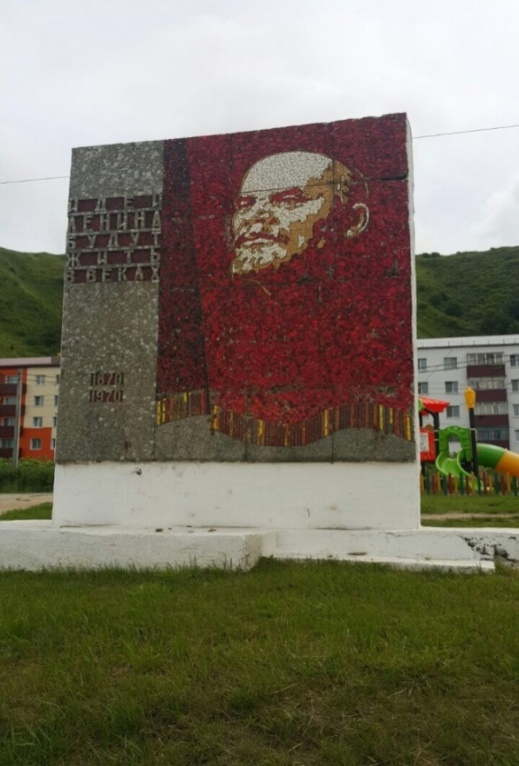 ИДЕИ
ЛЕНИНА
БУДУТ
ЖИТЬ
В ВЕКАХ
1870
1970